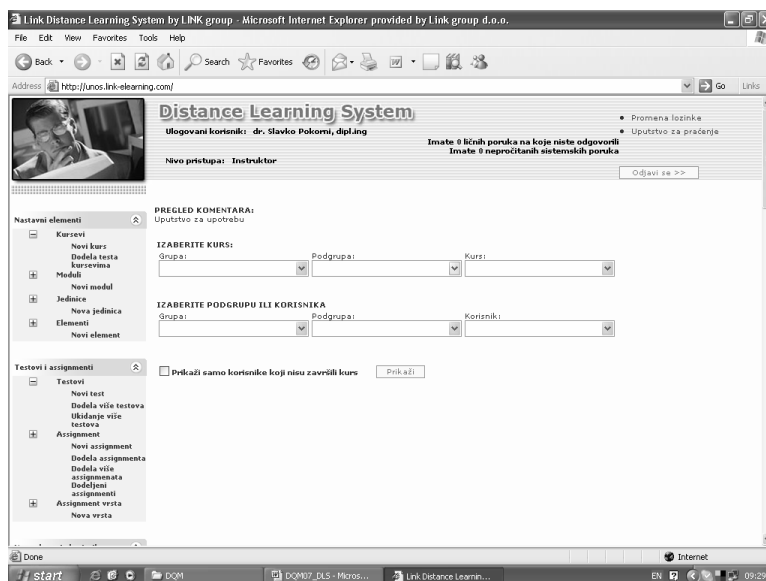 Link Distance Learning System by LINK group - Microsoft Internet Explorer provided by Link group d.o.o.
File Edit View Favorites Tools Help
Back Search Favorites
Address http://unos.link-elearning.com/ Go Links
Distance Learning System
Ulogovani korisnik: dr. Slavko Pokorni, dipl.ing
Imate 0 ličnih poruka na koje niste odgovorili
Imate 0 nepročitanih sistemskih poruka
Nivo pristupa: Instruktor
Promena lozinke
Uputstvo za praćenje
Odjavi se >>
Nastavni elementi
Kursevi
Novi kurs
Dodela testa
kursevima
Moduli
Novi modul
Jedinice
Nova jedinica
Elementi
Novi element
Testovi i assignmenti
Testovi
Novi test
Dodela više testova
Ukidanje više
testova
Assignment
Novi assignment
Dodela assignmenta
Dodela više
assignmenata
Dodeljeni
assignmenti
Assignment vrsta
Nova vrsta
PREGLED KOMENTARA:
Uputstvo za upotrebu
IZABERITE KURS:
Grupa: Podgrupa: Kurs:
IZABERITE PODGRUPU ILI KORISNIKA
Grupa: Podgrupa: Korisnik:
Prikaži samo korisnike koji nisu završili kurs Prikaži
Done Internet
start DQM DQM07_DLS - Micros... Link Distance Learnin... EN 09:29